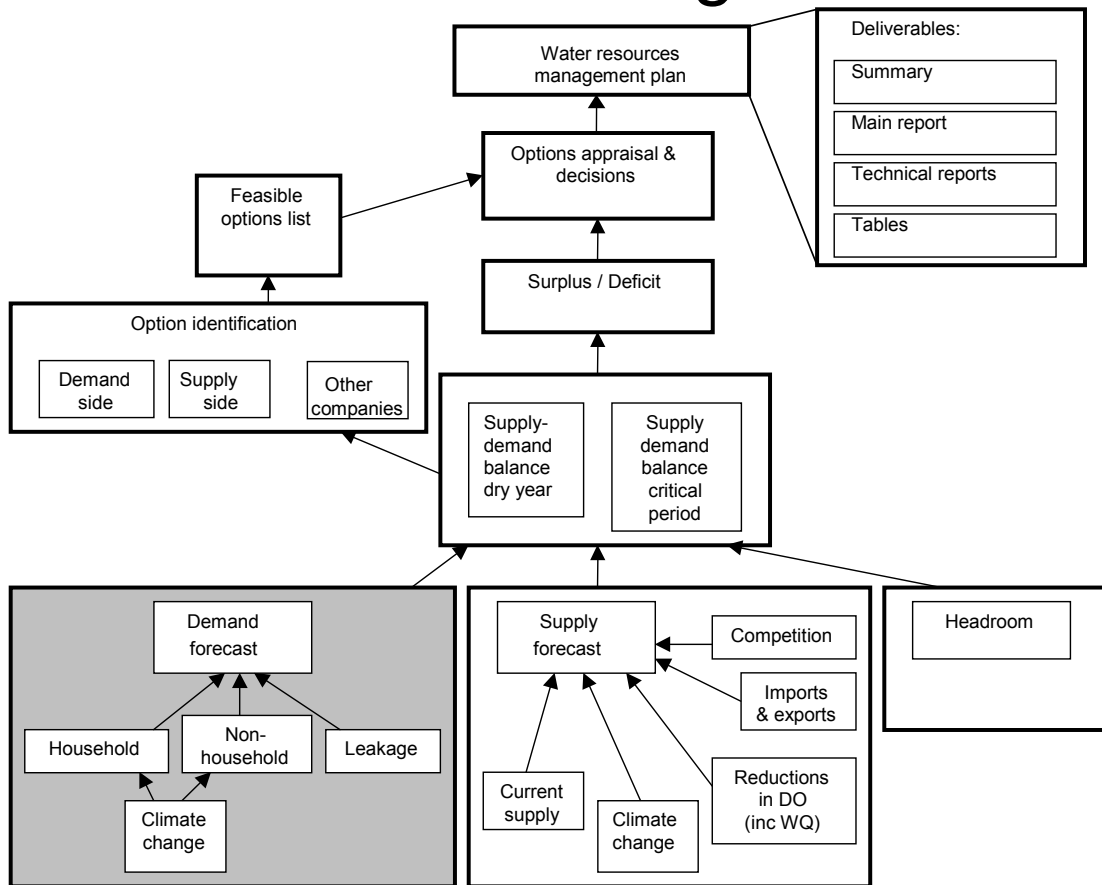 Water resources
management plan
Deliverables:
Summary
Main report
Technical reports
Tables
Options appraisal &
decisions
Feasible
options list
Surplus / Deficit
Option identification
Demand
side
Supply
side
Other
companies
Supply-
demand
balance
dry year
Supply
demand
balance
critical
period
Demand
forecast
Household
Non-
household
Leakage
Climate
change
Supply
forecast
Competition
Imports
& exports
Current
supply
Climate
change
Reductions
in DO
(inc WQ)
Headroom